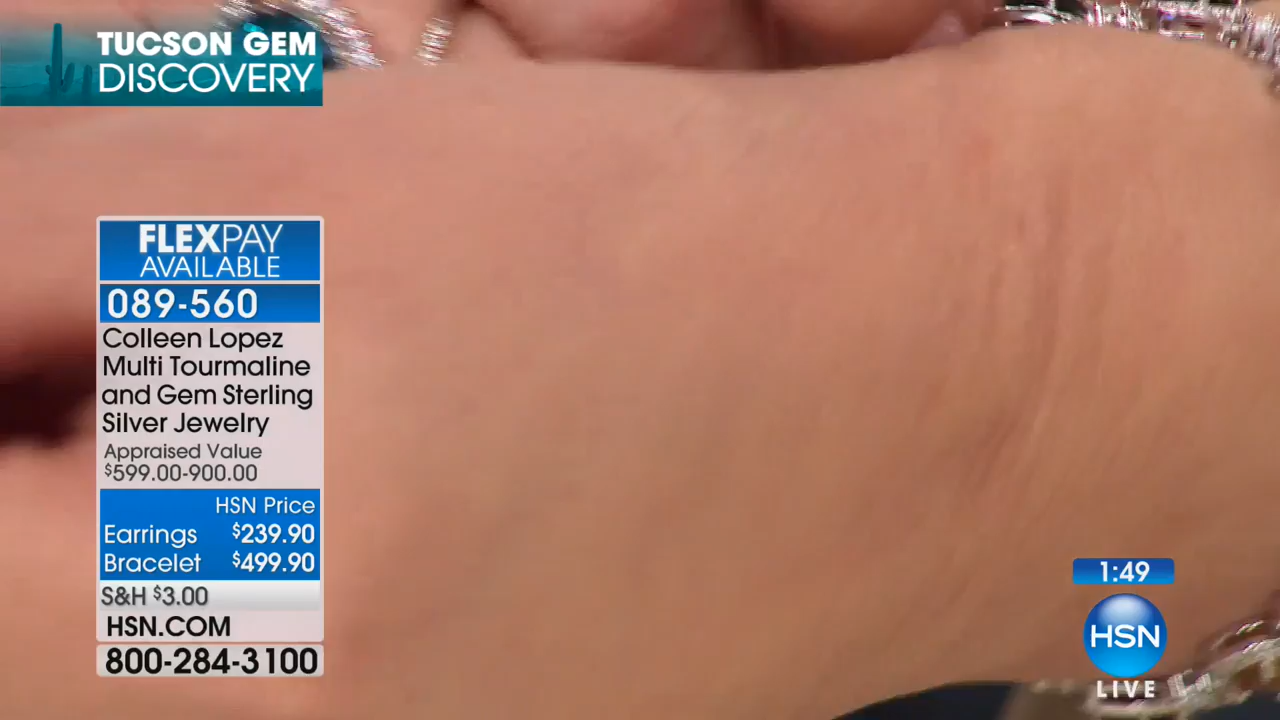 TUCSON GEM
DISCOVERY
FLEXPAY
AVAILABLE
089-560
Colleen Lopez
Multi Tourmaline
and Gem Sterling
Silver Jewelry
Appraised Value
$599.00-900.00
HSN Price
Earrings $239.90
Bracelet $499.90
S&H $3.00
HSN.COM
800-284-3100
1:49
HSN
LIVE